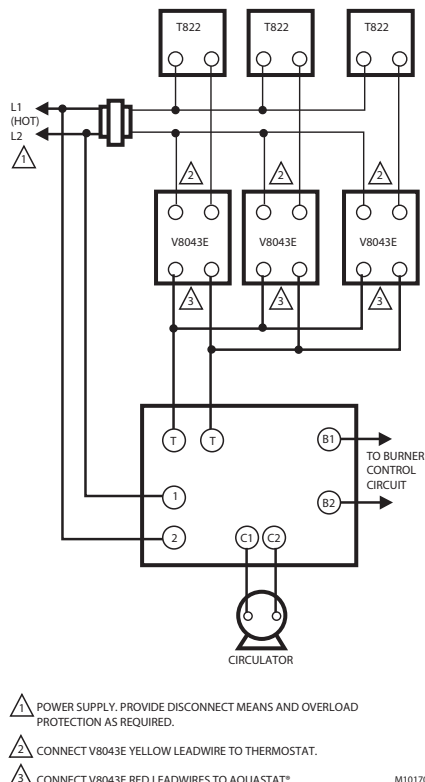 T822 T822 T822
L1
(HOT)
L2
1
2 2 2
V8043E V8043E V8043E
3 3 3
T T B1
TO BURNER
CONTROL
CIRCUIT
1
B2
2 C1 C2
CIRCULATOR
1 POWER SUPPLY. PROVIDE DISCONNECT MEANS AND OVERLOAD
PROTECTION AS REQUIRED.
2 CONNECT V8043E YELLOW LEADWIRE TO THERMOSTAT.
3 CONNECT V8043E RED LEADWIRES TO AQUASTAT®